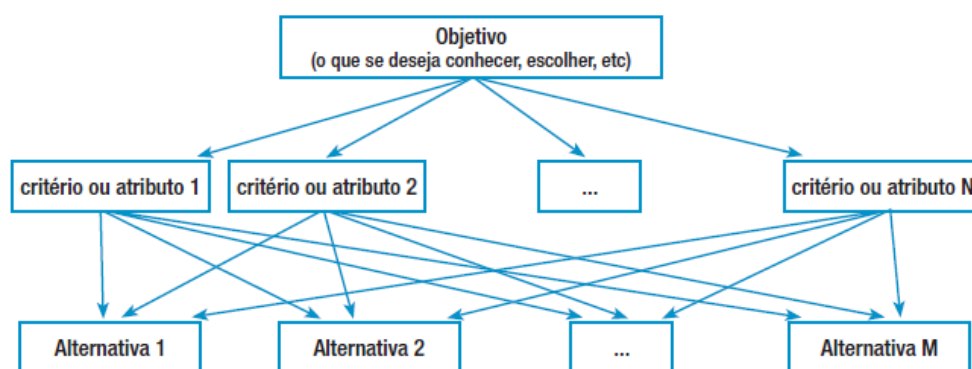 Objetivo
(o que se deseja conhecer, escolher, etc)
critério ou atributo 1
critério ou atributo 2
...
critério ou atributo N
Alternativa 1
Alternativa 2
...
Alternativa M